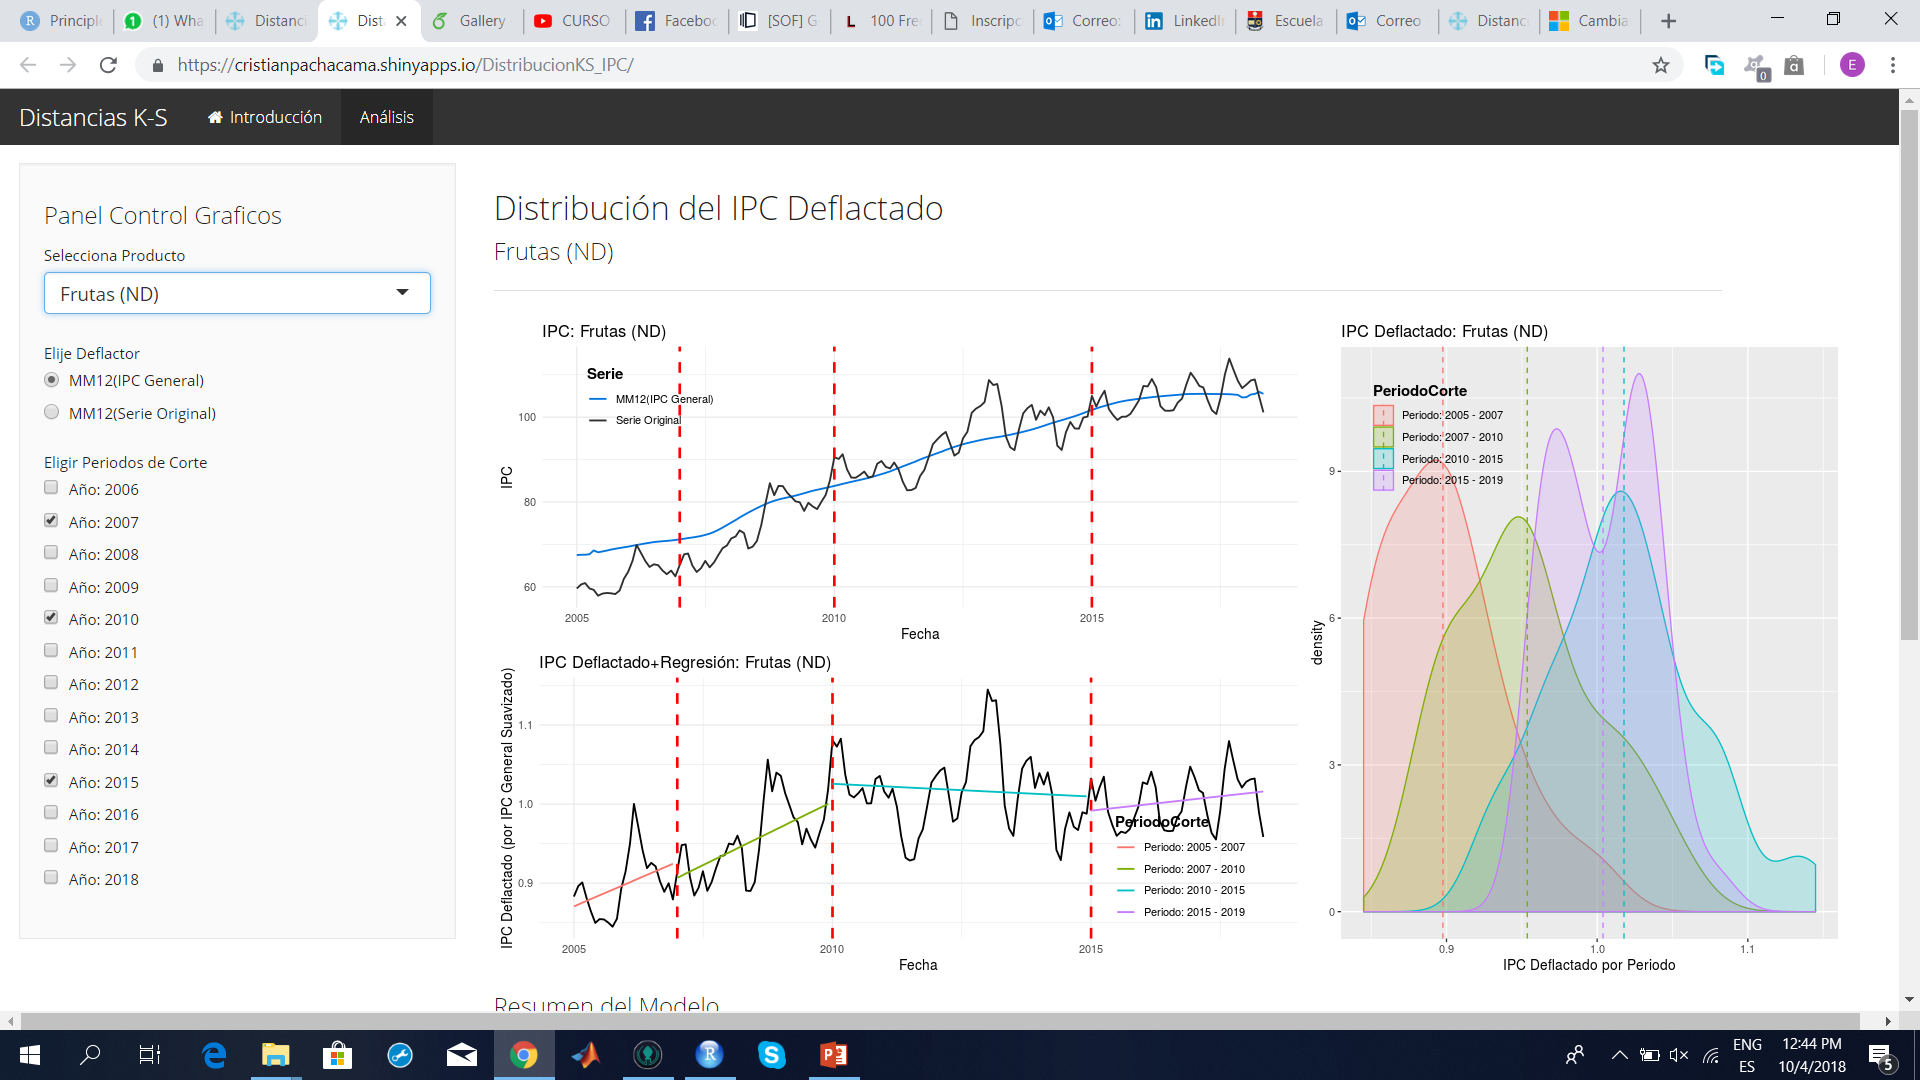 Principl
(1) Wha
Distanci
Dist
Gallery
CURSO
Faceboo
[SOF] G
100 Fre
Inscripc
Correo:
LinkedIn
Escuela
Correo
Distanc
Cambia
https://cristianpachacama.shinyapps.io/DistribucionKS_IPC/
0
E
Distancias K-S
Introducción
Análisis
Panel Control Graficos
Selecciona Producto
Frutas (ND)
Elije Deflactor
MM12(IPC General)
MM12(Serie Original)
Eligir Periodos de Corte
Año: 2006
Año: 2007
Año: 2008
Año: 2009
Año: 2010
Año: 2011
Año: 2012
Año: 2013
Año: 2014
Año: 2015
Año: 2016
Año: 2017
Año: 2018
Distribución del IPC Deflactado
Frutas (ND)
IPC: Frutas (ND)
Serie
MM12(IPC General)
Serie Original
100
80
60
IPC
2005
2010
2015
Fecha
IPC Deflactado+Regresión: Frutas (ND)
IPC Deflactado (por IPC General Suavizado)
1.1
1.0
0.9
PeriodoCorte
Periodo: 2005 - 2007
Periodo: 2007 - 2010
Periodo: 2010 - 2015
Periodo: 2015 - 2019
2005
2010
2015
Fecha
IPC Deflactado: Frutas (ND)
PeriodoCorte
Periodo: 2005 - 2007
Periodo: 2007 - 2010
Periodo: 2010 - 2015
Periodo: 2015 - 2019
9
6
3
0
density
0.9
1.0
1.1
IPC Deflactado por Periodo
Resumen del Modelo
ENG
ES
12:44 PM
10/4/2018
5